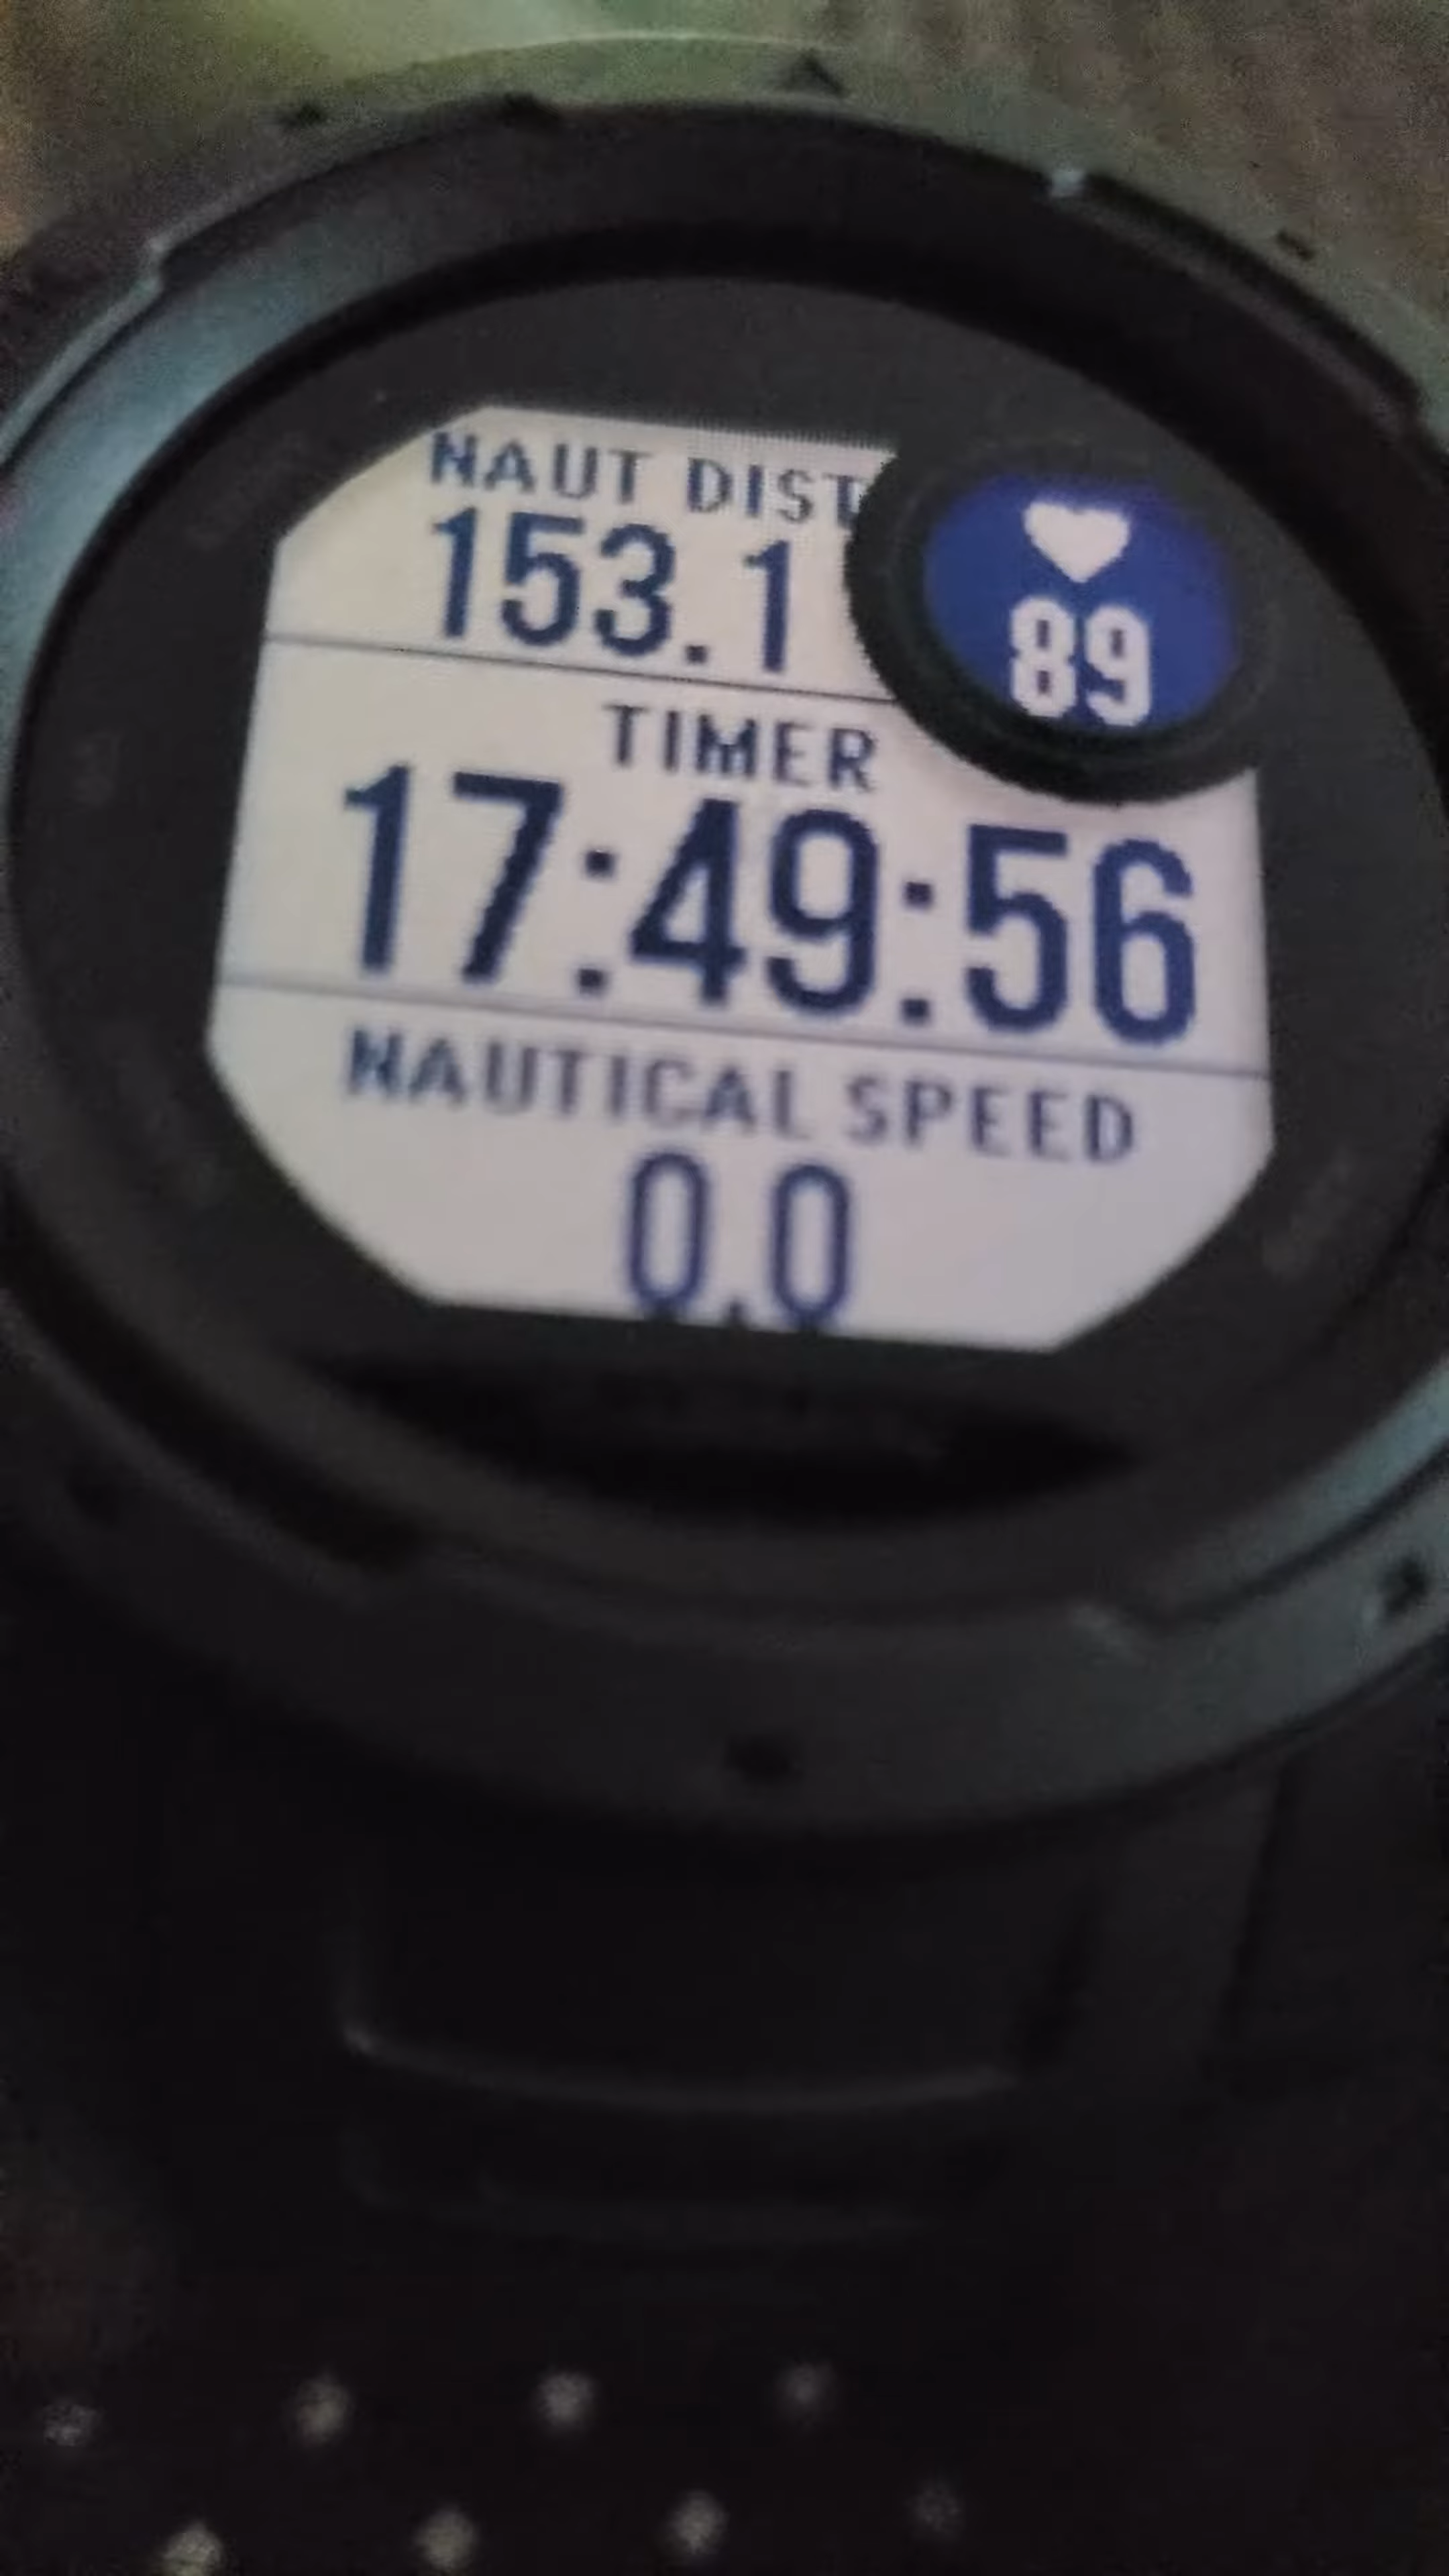 NAUT DIST
153.1
89
TIMER
17:49:56
NAUTICAL SPEED
0.0